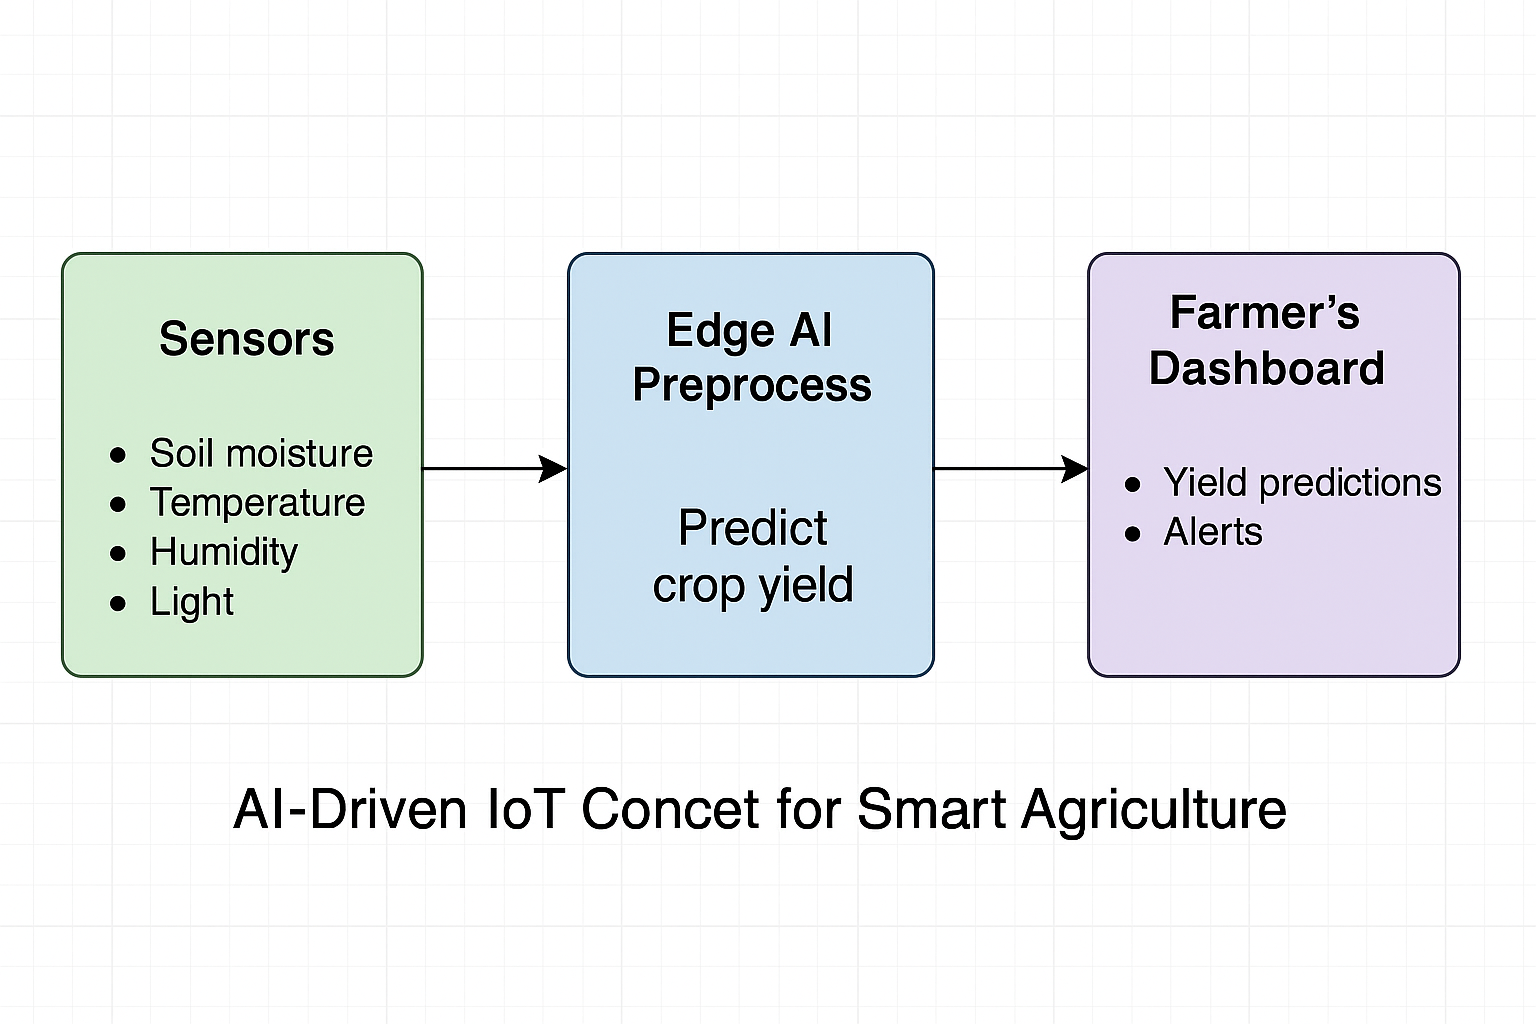 Sensors
• Soil moisture
• Temperature
• Humidity
• Light
Edge AI
Preprocess
Predict
crop yield
Farmer’s
Dashboard
• Yield predictions
• Alerts
AI-Driven IoT Concet for Smart Agriculture